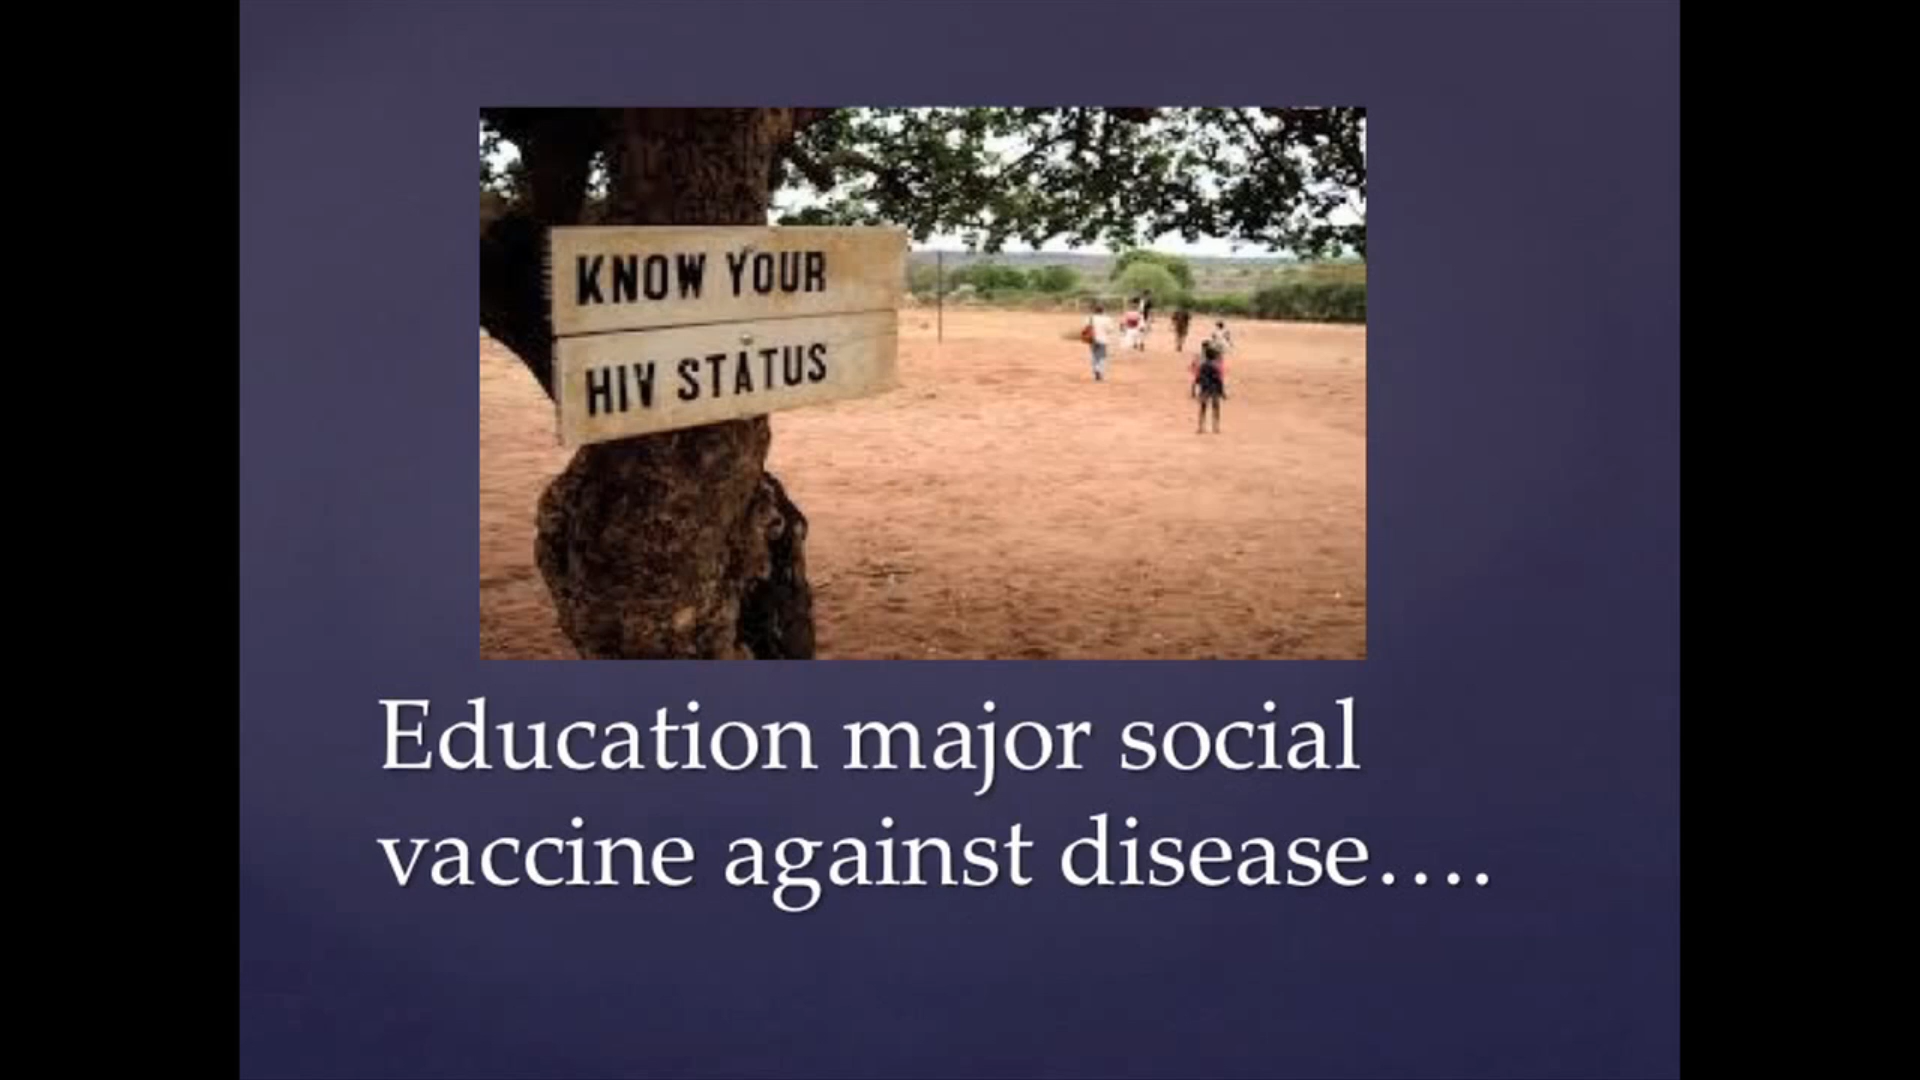 KNOW YOUR
HIV STATUS
Education major social
vaccine against disease....